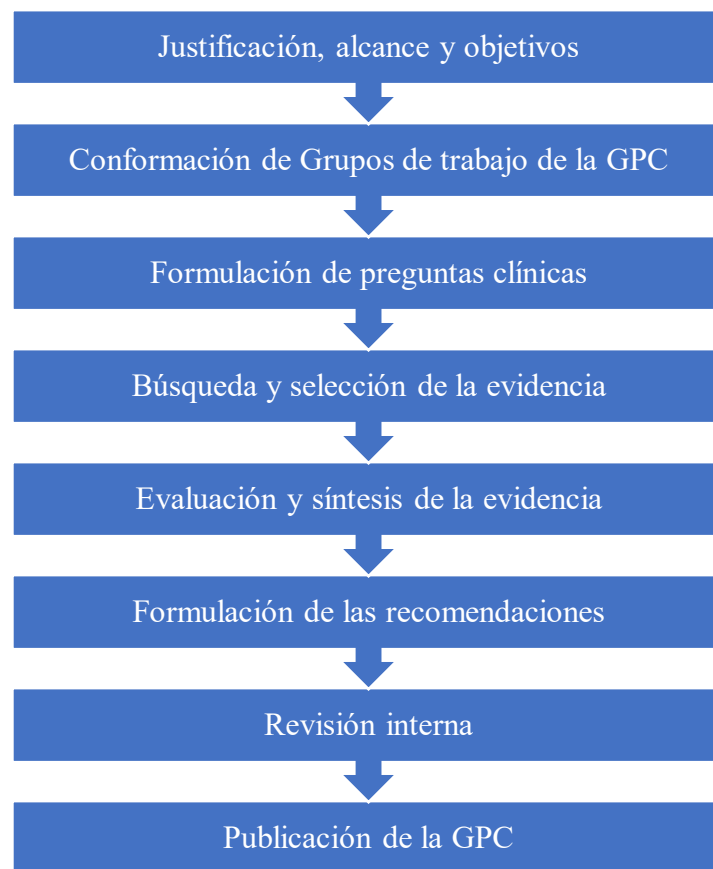 Justificación, alcance y objetivos
Conformación de Grupos de trabajo de la GPC
Formulación de preguntas clínicas
Búsqueda y selección de la evidencia
Evaluación y síntesis de la evidencia
Formulación de las recomendaciones
Revisión interna
Publicación de la GPC